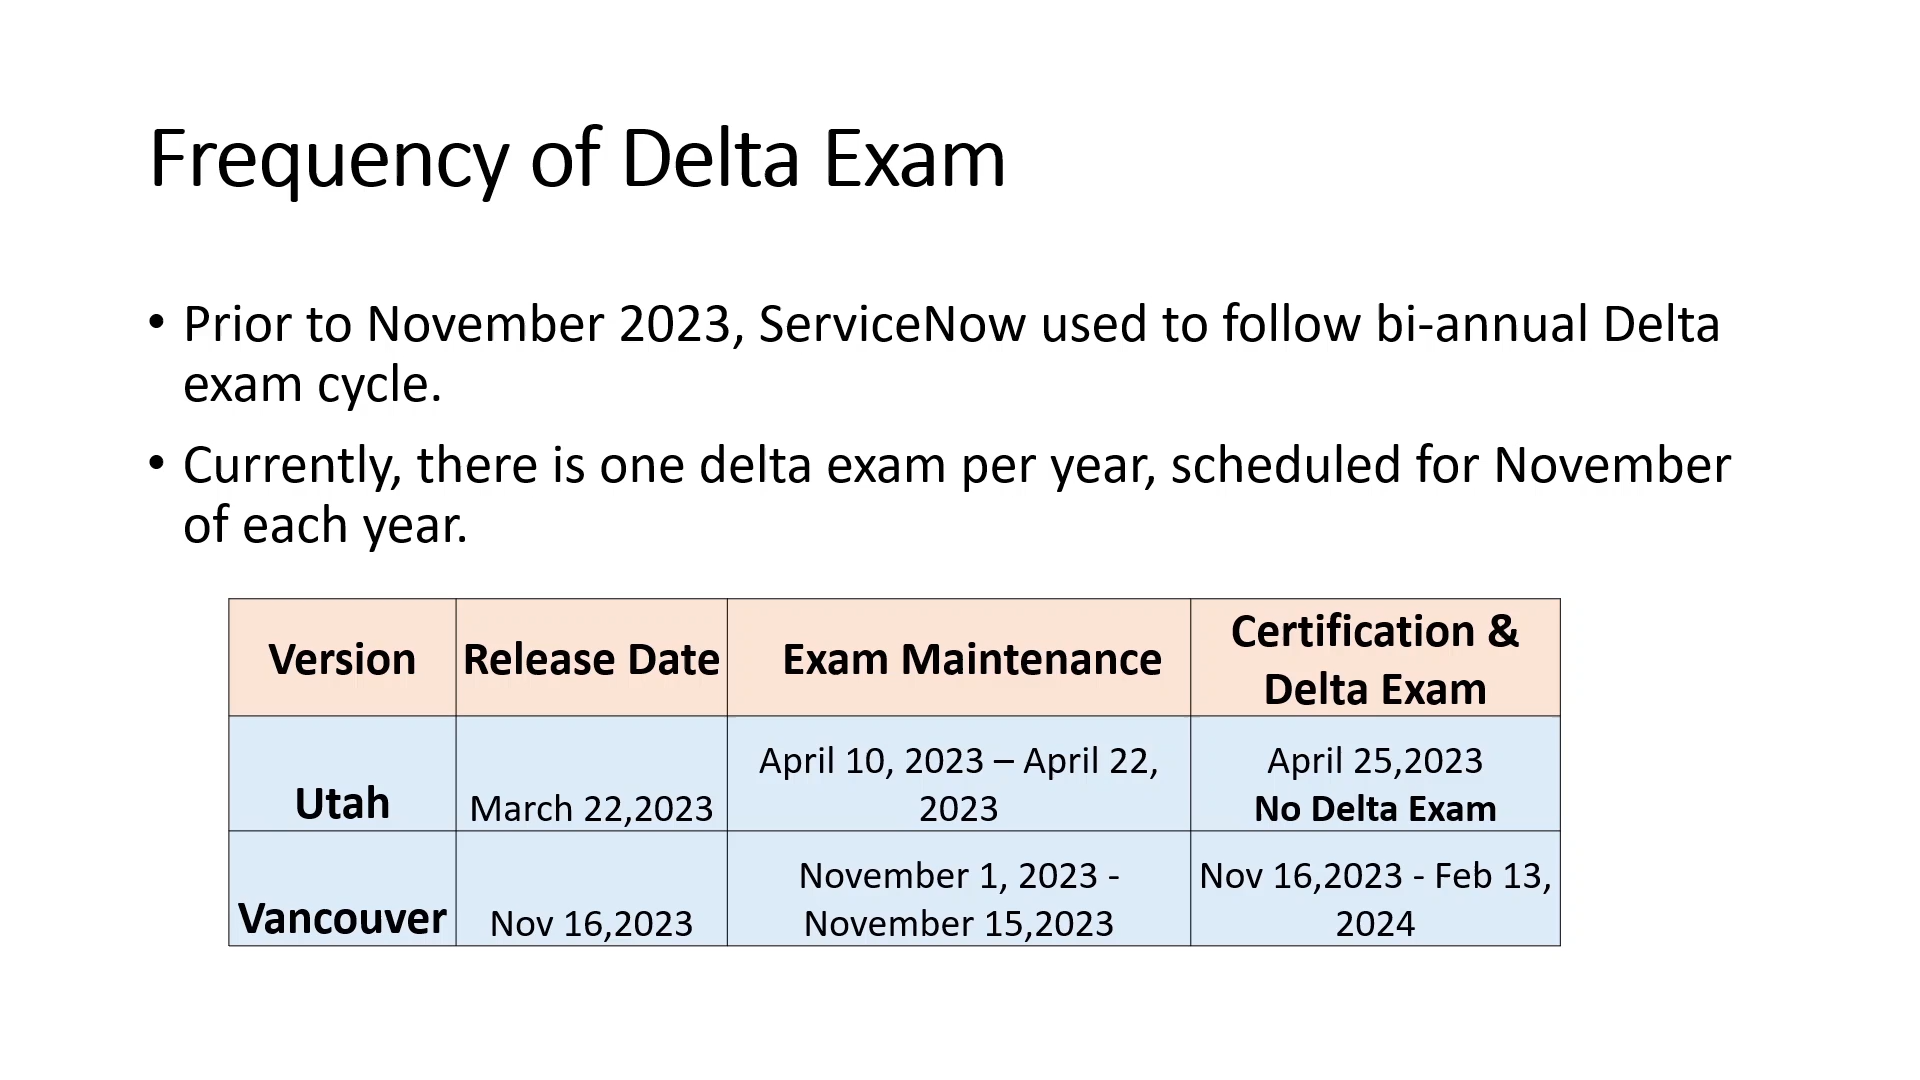 Frequency of Delta Exam
• Prior to November 2023, ServiceNow used to follow bi-annual Delta
exam cycle.
• Currently, there is one delta exam per year, scheduled for November
of each year.
Version
Release Date
Exam Maintenance
Certification &
Delta Exam
Utah
March 22,2023
April 10, 2023 – April 22,
2023
April 25,2023
No Delta Exam
Vancouver
Nov 16,2023
November 1, 2023 -
November 15,2023
Nov 16,2023 - Feb 13,
2024